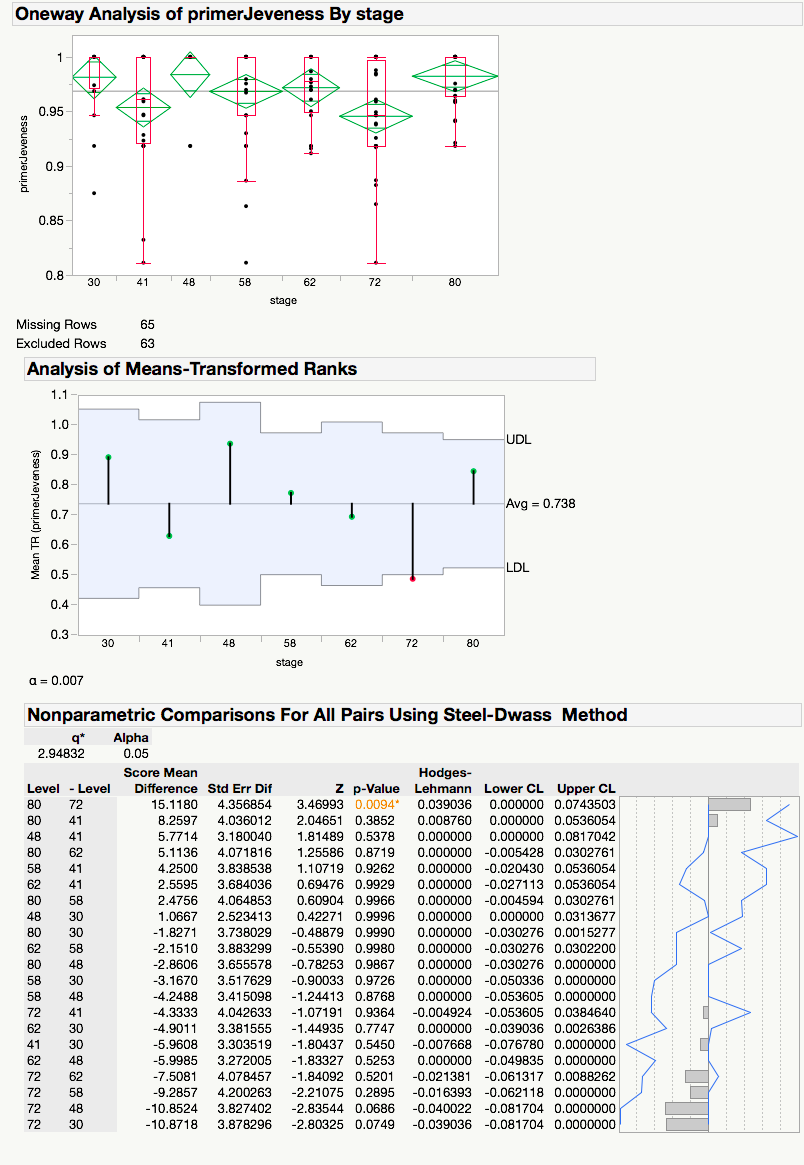 Oneway Analysis of primerJeveness By stage
1
0.95
0.9
0.85
0.8
primerJeveness
30 41 48 58 62 72 80
stage
Missing Rows 65
Excluded Rows 63
Analysis of Means-Transformed Ranks
1.1
1.0
0.9
0.8
0.7
0.6
0.5
0.4
0.3
Mean TR (primerJeveness)
UDL
Avg = 0.738
LDL
30 41 48 58 62 72 80
stage
α = 0.007
Nonparametric Comparisons For All Pairs Using Steel-Dwass Method
q* Alpha
2.94832 0.05
Score Mean Hodges-
Level - Level Difference Std Err Dif Z p-Value Lehmann Lower CL Upper CL
80 72 15.1180 4.356854 3.46993 0.0094* 0.039036 0.000000 0.0743503
80 41 8.2597 4.036012 2.04651 0.3852 0.008760 0.000000 0.0536054
48 41 5.7714 3.180040 1.81489 0.5378 0.000000 0.000000 0.0817042
80 62 5.1136 4.071816 1.25586 0.8719 0.000000 -0.005428 0.0302761
58 41 4.2500 3.838538 1.10719 0.9262 0.000000 -0.020430 0.0536054
62 41 2.5595 3.684036 0.69476 0.9929 0.000000 -0.027113 0.0536054
80 58 2.4756 4.064853 0.60904 0.9966 0.000000 -0.004594 0.0302761
48 30 1.0667 2.523413 0.42271 0.9996 0.000000 0.000000 0.0313677
80 30 -1.8271 3.738029 -0.48879 0.9990 0.000000 -0.030276 0.0015277
62 58 -2.1510 3.883299 -0.55390 0.9980 0.000000 -0.030276 0.0302200
80 48 -2.8606 3.655578 -0.78253 0.9867 0.000000 -0.030276 0.0000000
58 30 -3.1670 3.517629 -0.90033 0.9726 0.000000 -0.050336 0.0000000
58 48 -4.2488 3.415098 -1.24413 0.8768 0.000000 -0.053605 0.0000000
72 41 -4.3333 4.042633 -1.07191 0.9364 -0.004924 -0.053605 0.0384640
62 30 -4.9011 3.381555 -1.44935 0.7747 0.000000 -0.039036 0.0026386
41 30 -5.9608 3.303519 -1.80437 0.5450 -0.007668 -0.076780 0.0000000
62 48 -5.9985 3.272005 -1.83327 0.5253 0.000000 -0.049835 0.0000000
72 62 -7.5081 4.078457 -1.84092 0.5201 -0.021381 -0.061317 0.0088262
72 58 -9.2857 4.200263 -2.21075 0.2895 -0.016393 -0.062118 0.0000000
72 48 -10.8524 3.827402 -2.83544 0.0686 -0.040022 -0.081704 0.0000000
72 30 -10.8718 3.878296 -2.80325 0.0749 -0.039036 -0.081704 0.0000000